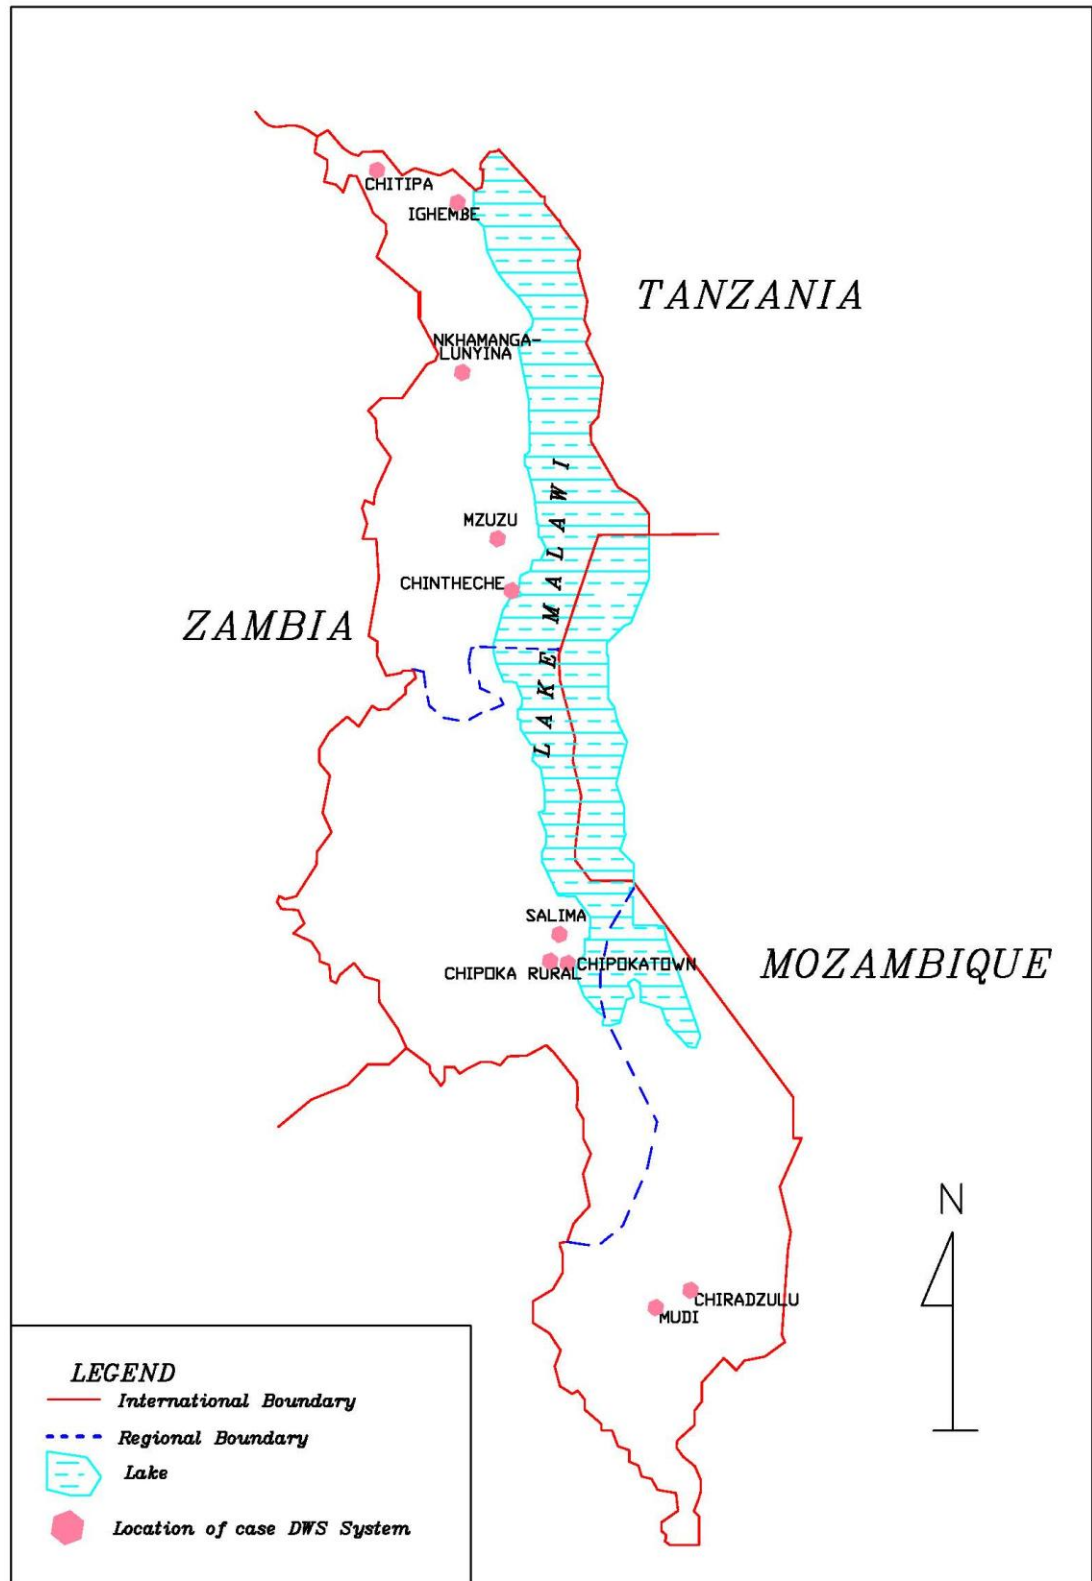 CHITIPA
IGHEMBE
TANZANIA
NKHAMANGA-
LUNYINA
MZUZU
CHINTHECHE
ZAMBIA
LAKE MALAWI
SALIMA
CHIPOKA RURAL
CHIPOKATOWN
MOZAMBIQUE
N
CHIRADZULU
MUDI
LEGEND
International Boundary
Regional Boundary
Lake
Location of case DWS System